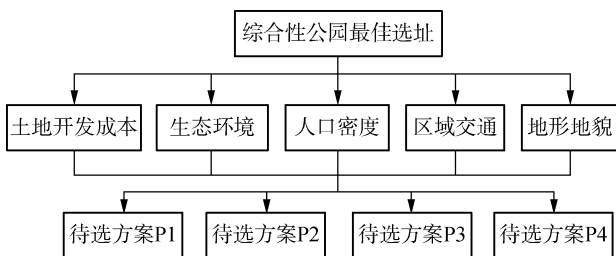 综合性公园最佳选址
土地开发成本 生态环境 人口密度 区域交通 地形地貌
待选方案P1 待选方案P2 待选方案P3 待选方案P4